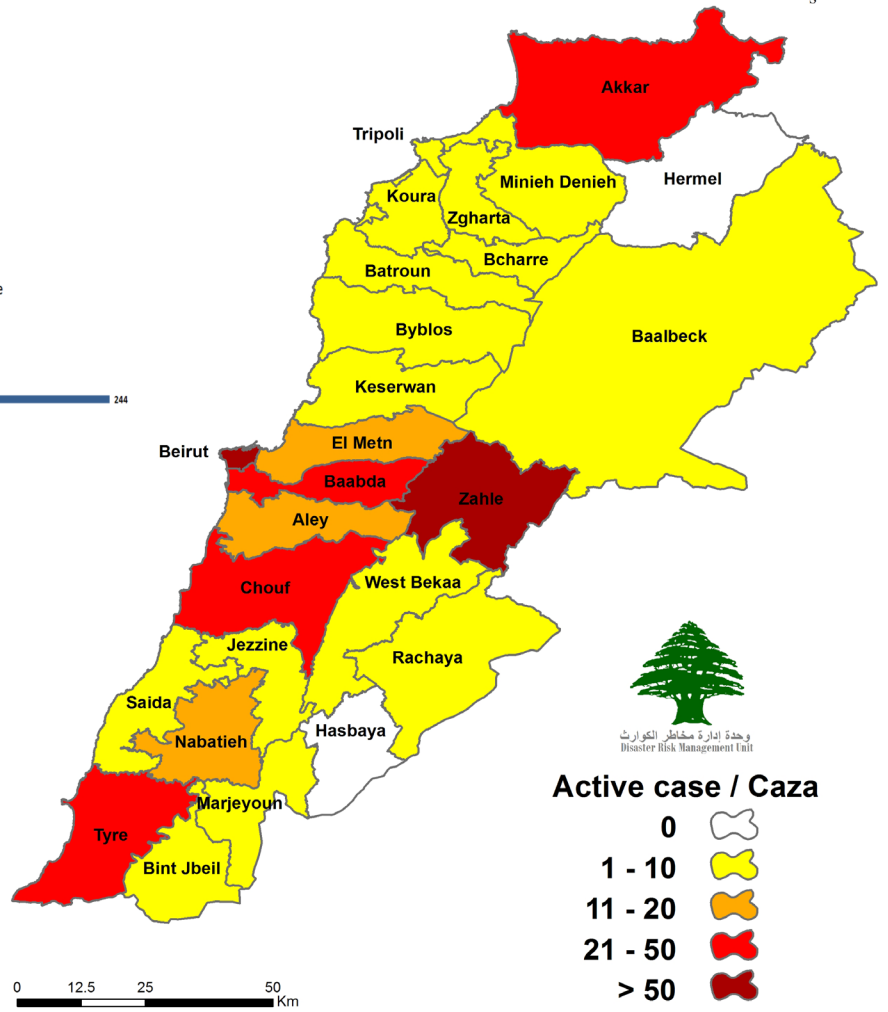 Akkar
Tripoli
Hermel
Minieh Denieh
Koura
Zgharta
Bcharre
Batroun
Byblos
Baalbeck
Keserwan
244
El Metn
Beirut
Baabda
Zahle
Aley
West Bekaa
Chouf
Jezzine
Rachaya
Saida
Hasbaya
Nabatieh
وحدة إدارة مخاطر الكوارث
Disaster Risk Management Unit
Marjeyoun
Tyre
Bint Jbeil
Active case / Caza
0
1 - 10
11 - 20
21 - 50
> 50
0 12.5 25 50
Km